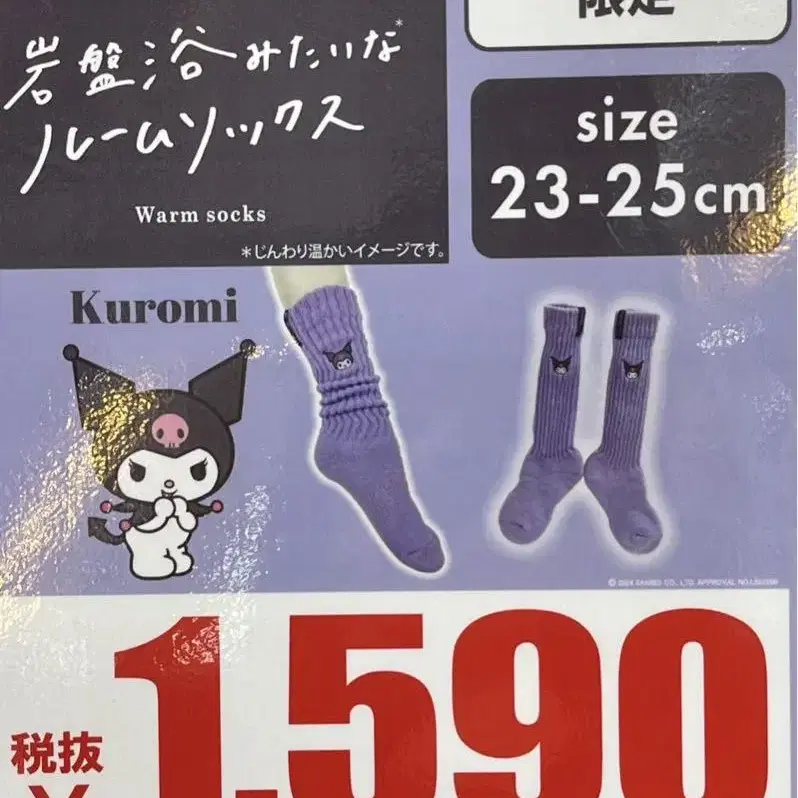 限定
岩盤浴みたいな*
ルームソックス
Warm socks
*じんわり温かいイメージです。
size
23-25cm
Kuromi
税抜
¥
1,590